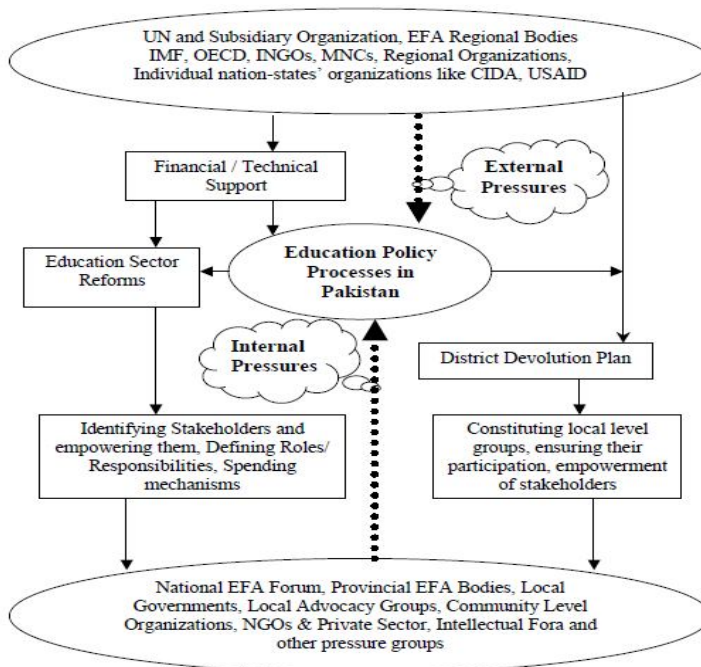 UN and Subsidiary Organization, EFA Regional Bodies
IMF, OECD, INGOs, MNCs, Regional Organizations,
Individual nation-states' organizations like CIDA, USAID
Financial / Technical
Support
External
Pressures
Education Sector
Reforms
Education Policy
Processes in
Pakistan
Internal
Pressures
District Devolution Plan
Identifying Stakeholders and
empowering them, Defining Roles/
Responsibilities, Spending
mechanisms
Constituting local level
groups, ensuring their
participation, empowerment
of stakeholders
National EFA Forum, Provincial EFA Bodies, Local
Governments, Local Advocacy Groups, Community Level
Organizations, NGOs & Private Sector, Intellectual Fora and
other pressure groups